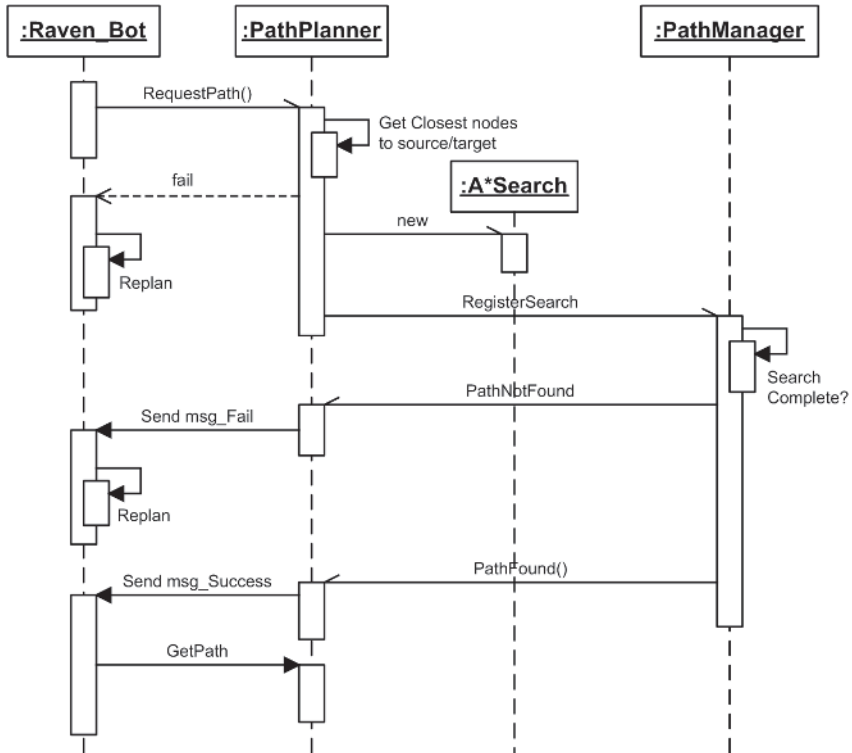 :Raven_Bot
:PathPlanner
:PathManager
RequestPath()
Get Closest nodes
to source/target
fail
:A*Search
new
Replan
RegisterSearch
Search
Complete?
PathNotFound
Send msg_Fail
Replan
PathFound()
Send msg_Success
GetPath